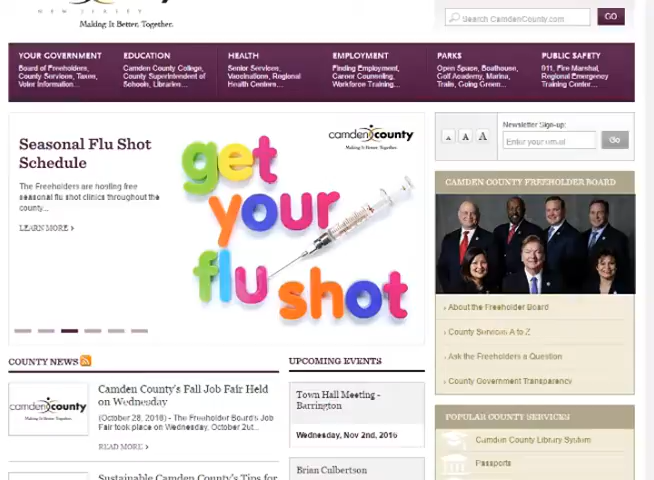 NEW JERSEY
Making It Better, Together.
Search CamdenCounty.com
GO
YOUR GOVERNMENT
Board of Freeholders,
County Services, Taxes,
Voter Information...
EDUCATION
Camden County College,
County Superintendent of
Schools, Libraries...
HEALTH
Senior Services,
Vaccinations, Regional
Health Centers...
EMPLOYMENT
Finding Employment,
Career Counseling,
Workforce Training...
PARKS
Open Space, Boathouse,
Golf Academy, Marina,
Trails, Going Green...
PUBLIC SAFETY
911, Fire Marshal,
Regional Emergency
Training Center...
Seasonal Flu Shot
Schedule
The Freeholders are hosting free
seasonal flu shot clinics throughout the
county...
LEARN MORE ›
camden county
Making It Better, Together.
get
your
flu shot
A A A
Newsletter Sign-up:
Enter your email
Go
CAMDEN COUNTY FREEHOLDER BOARD
› About the Freeholder Board
› County Services A to Z
› Ask the Freeholders a Question
› County Government Transparency
COUNTY NEWS
camden county
Making It Better, Together.
Camden County's Fall Job Fair Held
on Wednesday
(October 28, 2016) - The Freeholder Board's Job
Fair took place on Wednesday, October 26t...
READ MORE ›
Sustainable Camden County's Tips for
UPCOMING EVENTS
Town Hall Meeting -
Barrington
Wednesday, Nov 2nd, 2016
Brian Culbertson
POPULAR COUNTY SERVICES
Camden County Library System
Passports